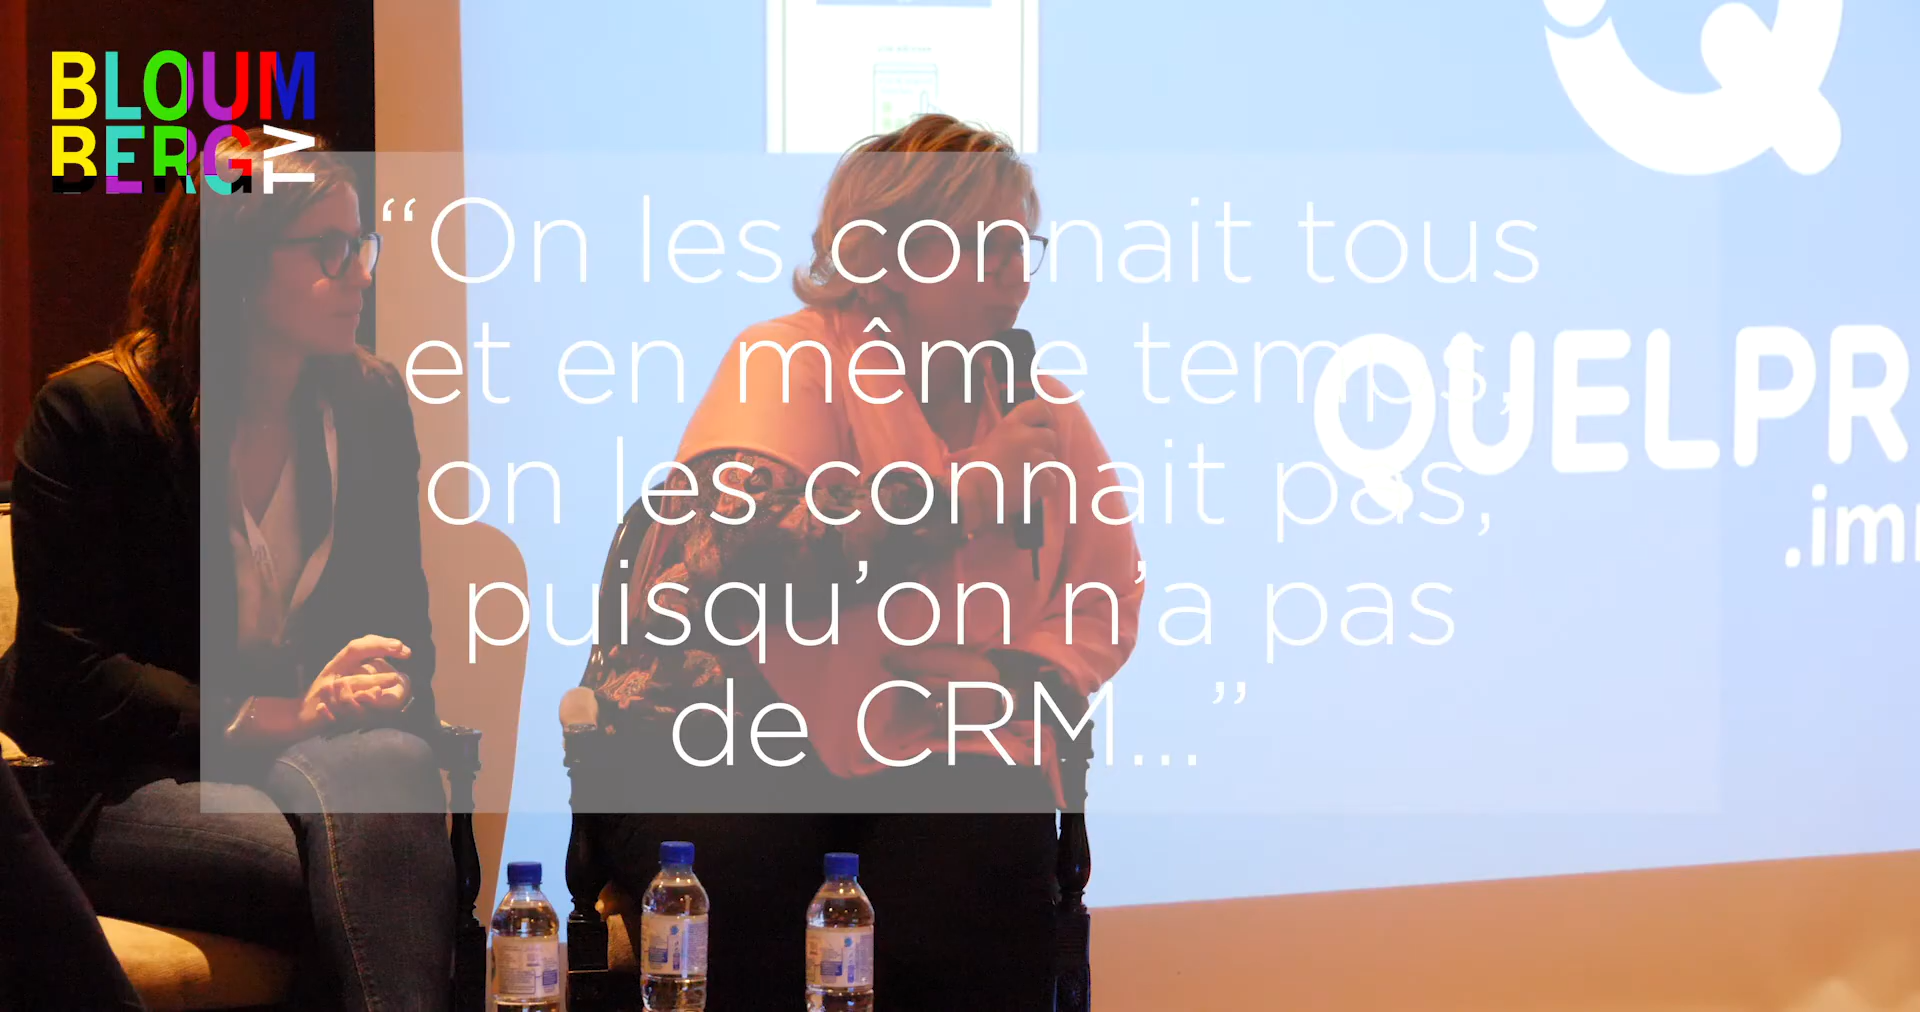 BLOUM
BERG
TV
“On les connait tous
et en même temps,
on les connait pas,
puisqu’on n’a pas
de CRM...”
QUELPR
.im